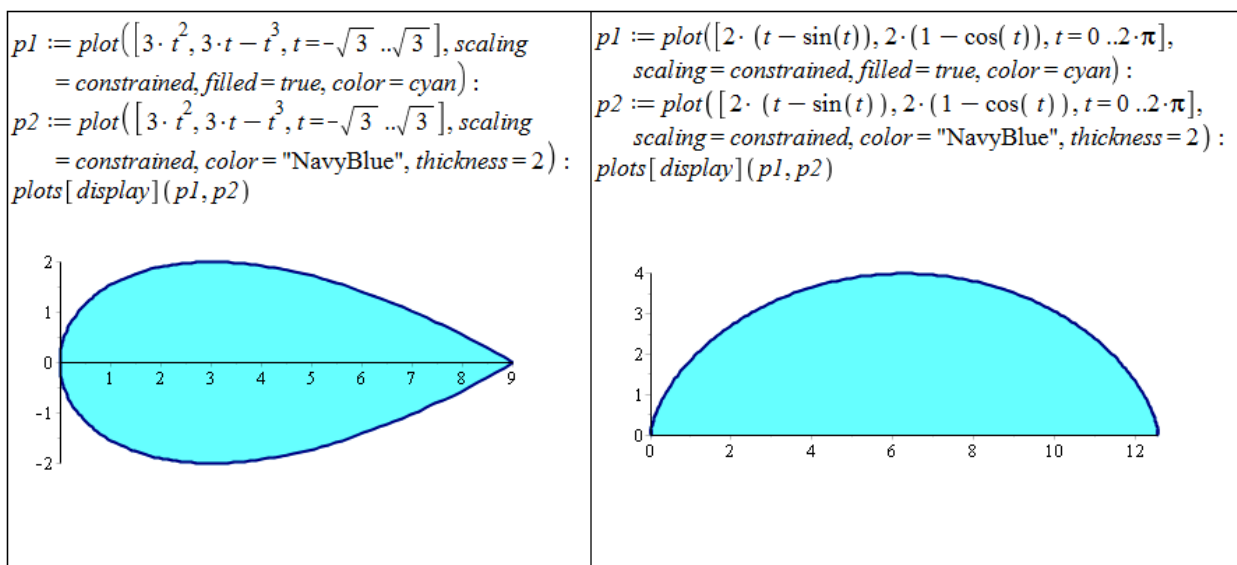 p1 := plot([3·t², 3·t − t³, t=-√3 ..√3], scaling
=constrained, filled=true, color=cyan) :
p2 := plot([3·t², 3·t − t³, t=-√3 ..√3], scaling
=constrained, color="NavyBlue", thickness=2) :
plots[display](p1, p2)
2
1
0
1 2 3 4 5 6 7 8 9
-1
-2
p1 := plot([2· (t − sin(t)), 2·(1 − cos( t)), t=0 ..2·π],
scaling=constrained, filled=true, color=cyan) :
p2 := plot([2· (t − sin(t)), 2·(1 − cos( t)), t=0 ..2·π],
scaling=constrained, color="NavyBlue", thickness=2) :
plots[display](p1, p2)
4
3
2
1
0
0 2 4 6 8 10 12